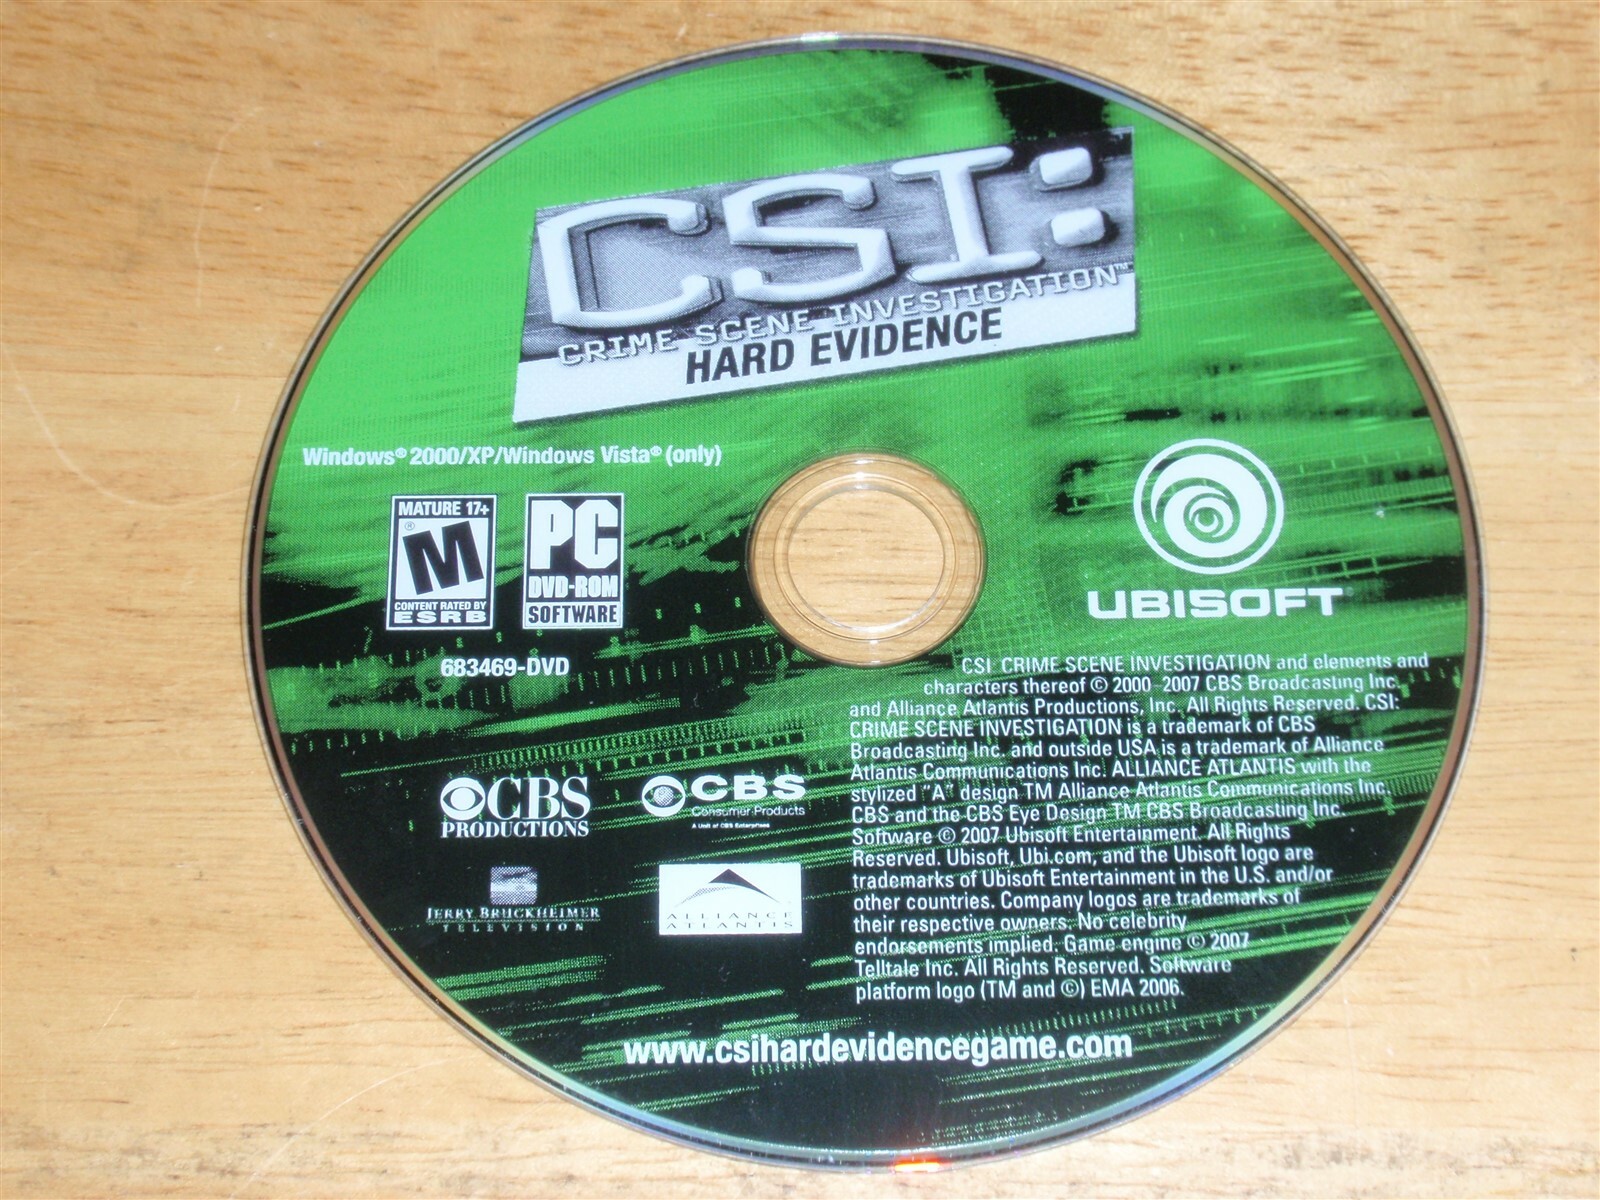 CSI:
CRIME SCENE INVESTIGATION™
HARD EVIDENCE
Windows® 2000/XP/Windows Vista® (only)
MATURE 17+
M
®
CONTENT RATED BY
ESRB
PC
DVD-ROM
SOFTWARE
683469-DVD
UBISOFT
CSI: CRIME SCENE INVESTIGATION and elements and
characters thereof © 2000-2007 CBS Broadcasting Inc.
and Alliance Atlantis Productions, Inc. All Rights Reserved. CSI:
CRIME SCENE INVESTIGATION is a trademark of CBS
Broadcasting Inc. and outside USA is a trademark of Alliance
Atlantis Communications Inc. ALLIANCE ATLANTIS with the
stylized "A" design TM Alliance Atlantis Communications Inc.
CBS and the CBS Eye Design TM CBS Broadcasting Inc.
Software © 2007 Ubisoft Entertainment. All Rights
Reserved. Ubisoft, Ubi.com, and the Ubisoft logo are
trademarks of Ubisoft Entertainment in the U.S. and/or
other countries. Company logos are trademarks of
their respective owners. No celebrity
endorsements implied. Game engine © 2007
Telltale Inc. All Rights Reserved. Software
platform logo (TM and ©) EMA 2006.
CBS
PRODUCTIONS
CBS
Consumer Products
A Unit of CBS Enterprises
JERRY BRUCKHEIMER
TELEVISION
ALLIANCE
ATLANTIS
www.csihardevidencegame.com